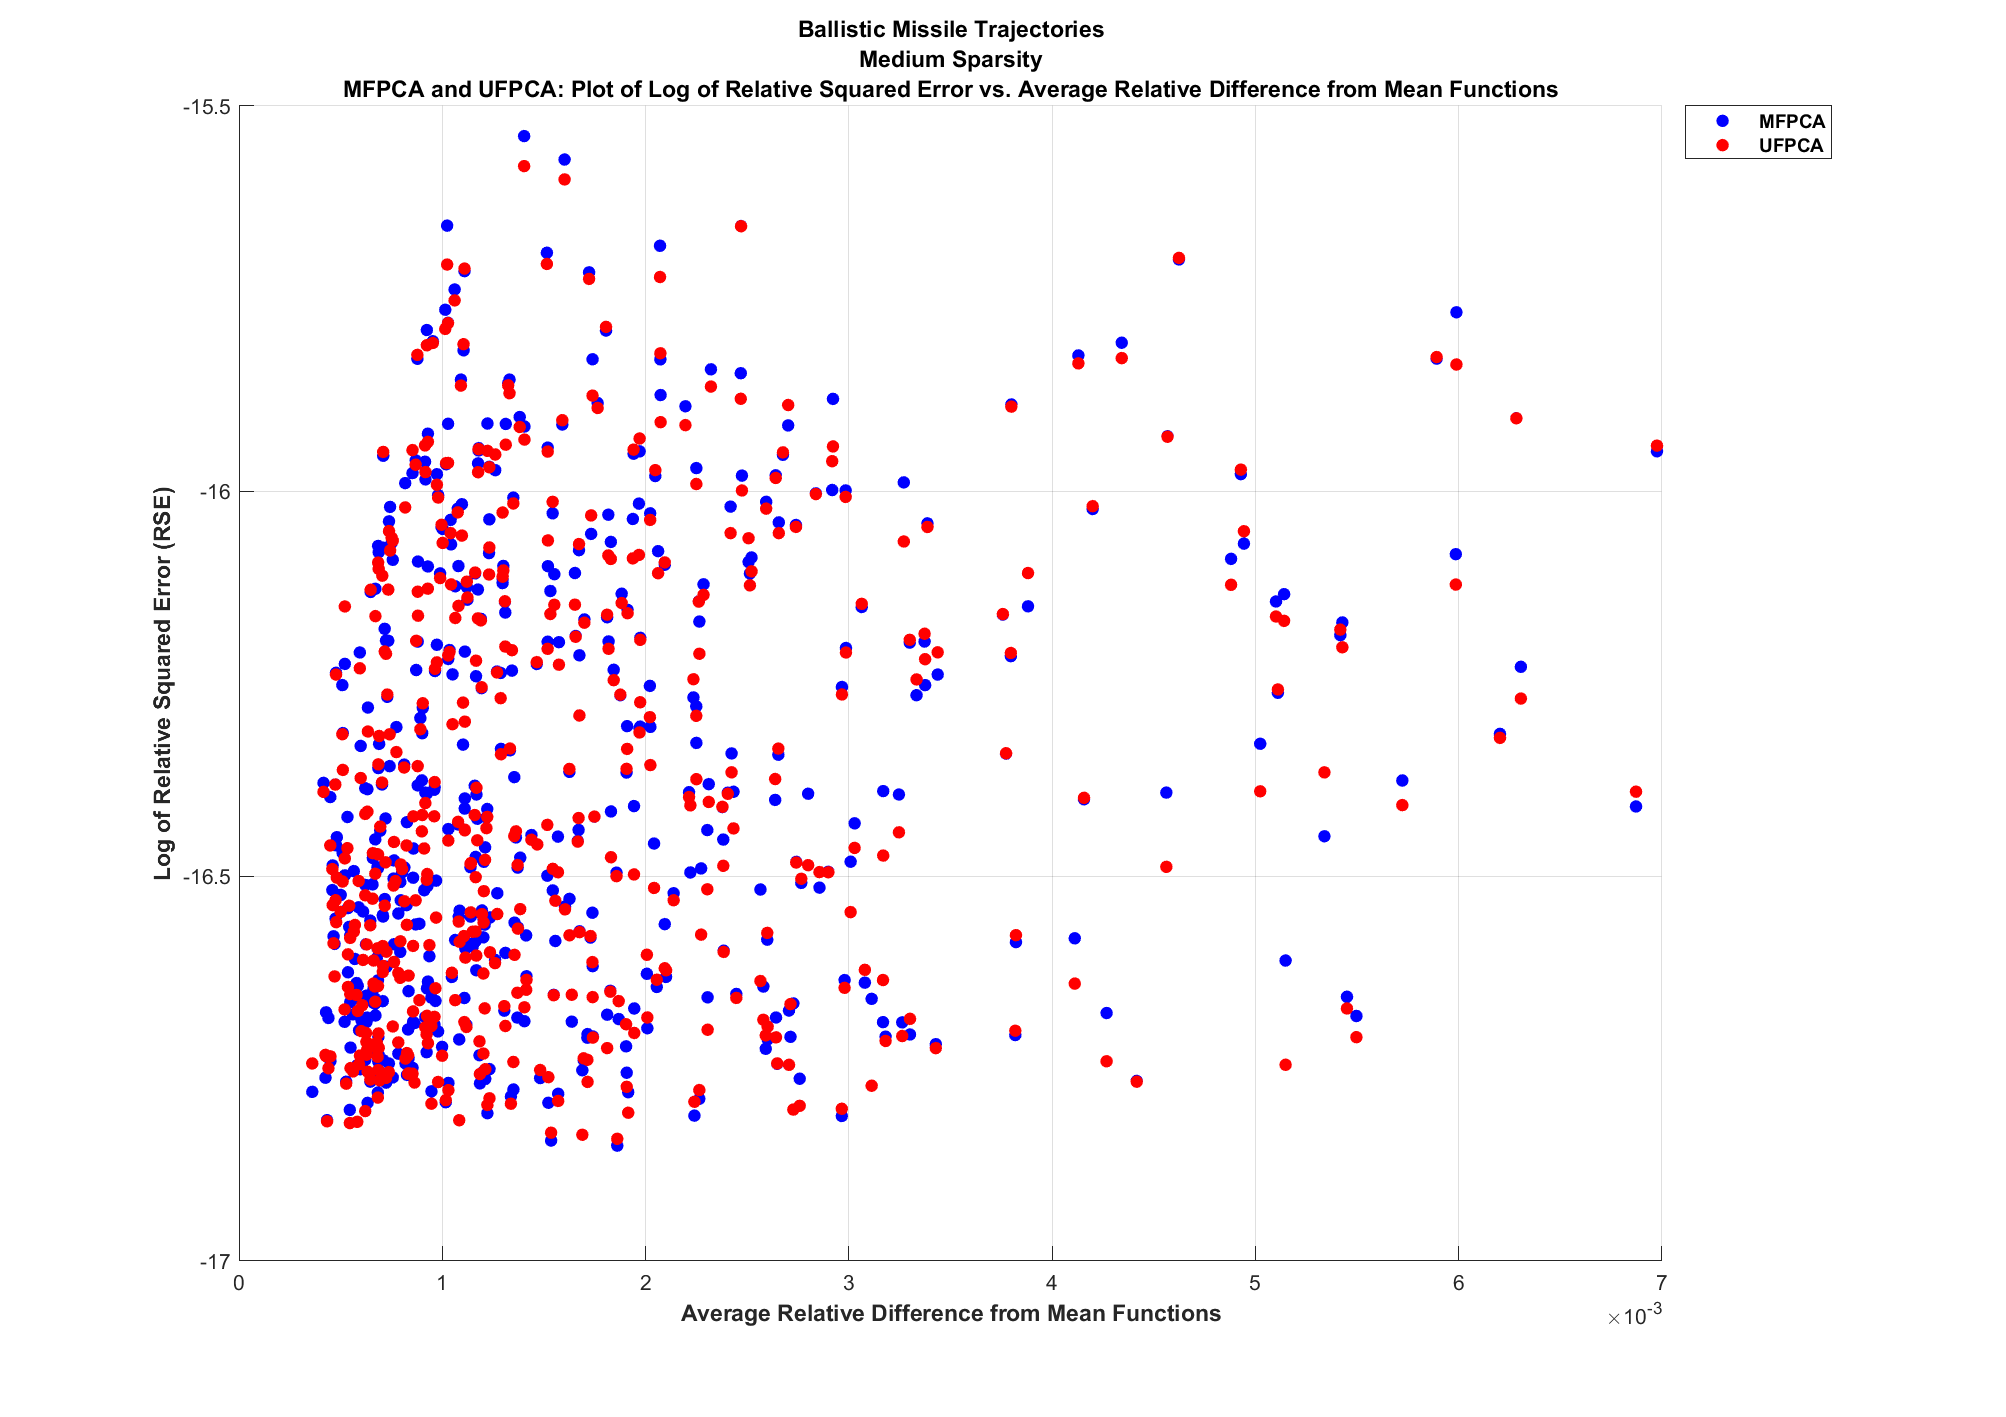 Ballistic Missile Trajectories
Medium Sparsity
MFPCA and UFPCA: Plot of Log of Relative Squared Error vs. Average Relative Difference from Mean Functions
MFPCA
UFPCA
Log of Relative Squared Error (RSE)
-15.5
-16
-16.5
-17
0 1 2 3 4 5 6 7
×10-3
Average Relative Difference from Mean Functions